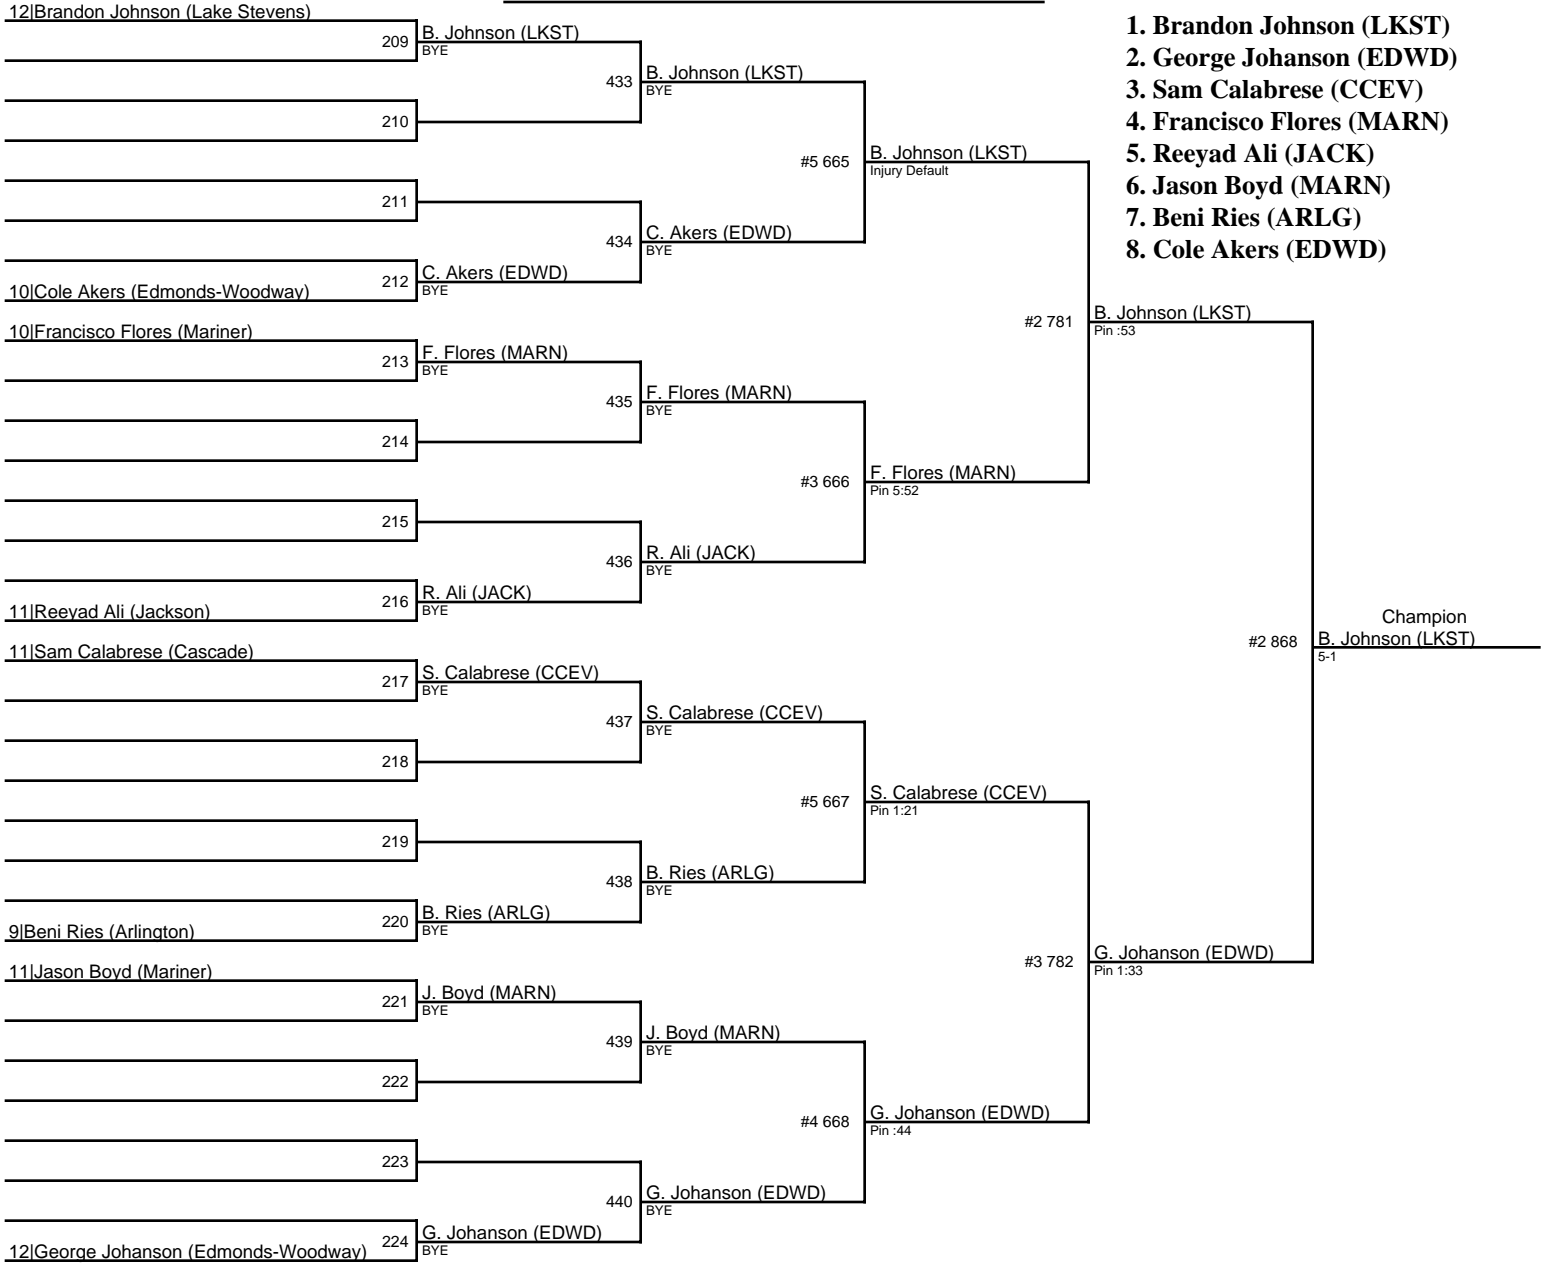 12|Brandon Johnson (Lake Stevens)
209
B. Johnson (LKST)
BYE
433
B. Johnson (LKST)
BYE
210
#5 665
B. Johnson (LKST)
Injury Default
211
434
C. Akers (EDWD)
BYE
212
C. Akers (EDWD)
BYE
10|Cole Akers (Edmonds-Woodway)
#2 781
B. Johnson (LKST)
Pin :53
10|Francisco Flores (Mariner)
213
F. Flores (MARN)
BYE
435
F. Flores (MARN)
BYE
214
#3 666
F. Flores (MARN)
Pin 5:52
215
436
R. Ali (JACK)
BYE
216
R. Ali (JACK)
BYE
11|Reeyad Ali (Jackson)
#2 868
Champion
B. Johnson (LKST)
5-1
11|Sam Calabrese (Cascade)
217
S. Calabrese (CCEV)
BYE
437
S. Calabrese (CCEV)
BYE
218
#5 667
S. Calabrese (CCEV)
Pin 1:21
219
438
B. Ries (ARLG)
BYE
220
B. Ries (ARLG)
BYE
9|Beni Ries (Arlington)
#3 782
G. Johanson (EDWD)
Pin 1:33
11|Jason Boyd (Mariner)
221
J. Boyd (MARN)
BYE
439
J. Boyd (MARN)
BYE
222
#4 668
G. Johanson (EDWD)
Pin :44
223
440
G. Johanson (EDWD)
BYE
224
G. Johanson (EDWD)
BYE
12|George Johanson (Edmonds-Woodway)
1. Brandon Johnson (LKST)
2. George Johanson (EDWD)
3. Sam Calabrese (CCEV)
4. Francisco Flores (MARN)
5. Reeyad Ali (JACK)
6. Jason Boyd (MARN)
7. Beni Ries (ARLG)
8. Cole Akers (EDWD)